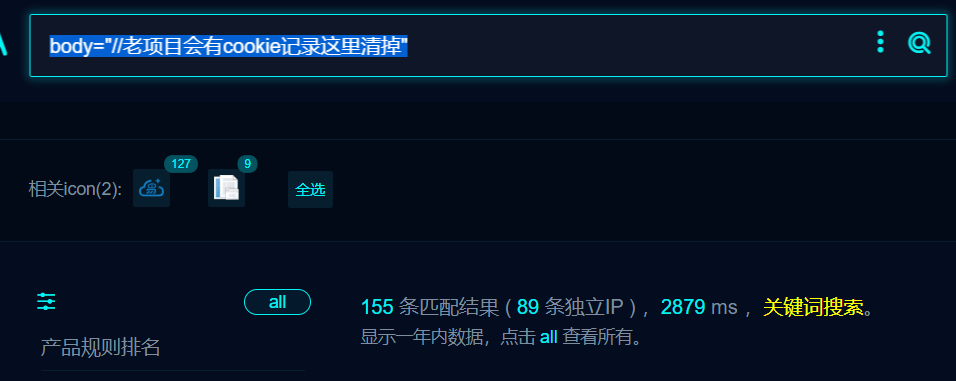 body="//老项目会有cookie记录这里清掉"
127 9
相关icon(2): 全选
all
155 条匹配结果 ( 89 条独立IP ) , 2879 ms , 关键词搜索。
显示一年内数据，点击 all 查看所有。
产品规则排名